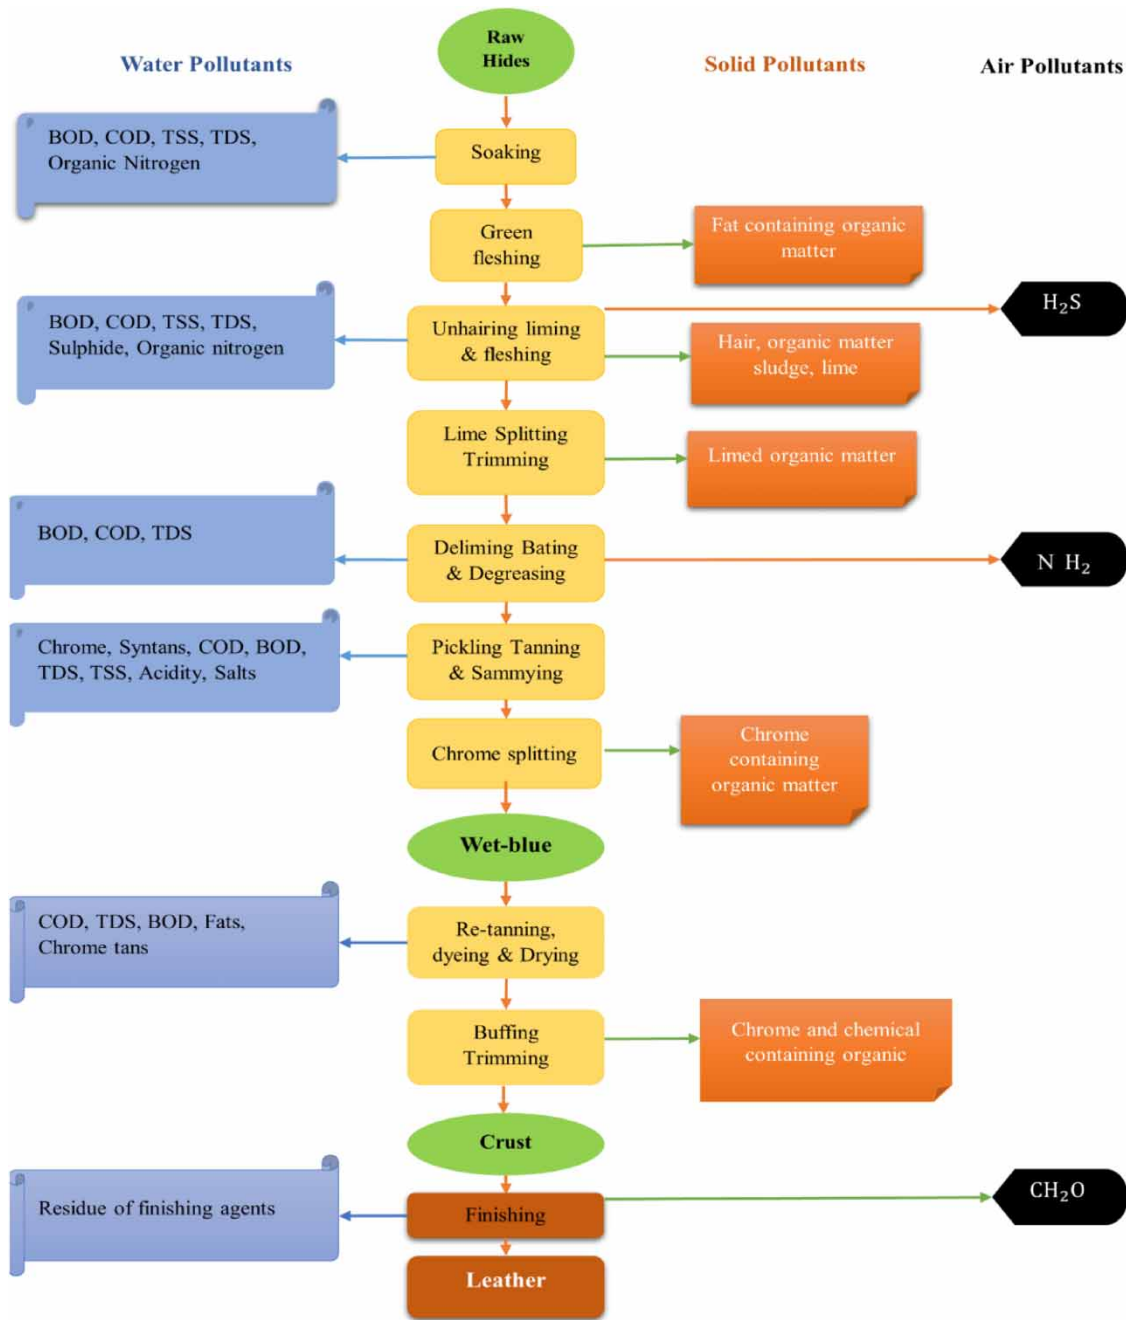 Raw
Hides
Water Pollutants
Solid Pollutants
Air Pollutants
BOD, COD, TSS, TDS,
Organic Nitrogen
Soaking
Green
fleshing
Fat containing organic
matter
BOD, COD, TSS, TDS,
Sulphide, Organic nitrogen
Unhairing liming
& fleshing
Hair, organic matter
sludge, lime
H₂S
Lime Splitting
Trimming
Limed organic matter
BOD, COD, TDS
Deliming Bating
& Degreasing
N H₂
Chrome, Syntans, COD, BOD,
TDS, TSS, Acidity, Salts
Pickling Tanning
& Sammying
Chrome splitting
Chrome
containing
organic matter
Wet-blue
COD, TDS, BOD, Fats,
Chrome tans
Re-tanning,
dyeing & Drying
Buffing
Trimming
Chrome and chemical
containing organic
Crust
Residue of finishing agents
Finishing
CH₂O
Leather